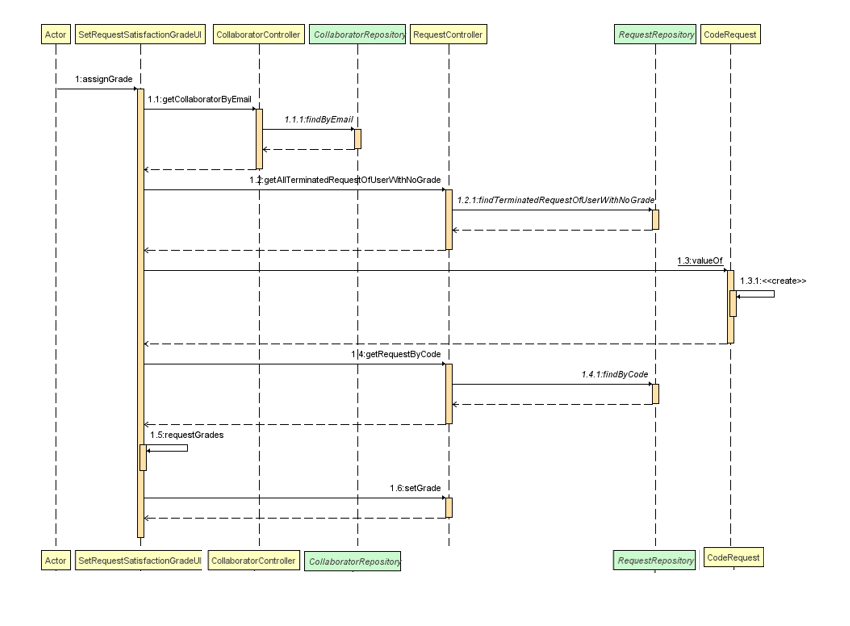 Actor SetRequestSatisfactionGradeUI CollaboratorController CollaboratorRepository RequestController RequestRepository CodeRequest
1:assignGrade
1.1:getCollaboratorByEmail
1.1.1:findByEmail
1.2:getAllTerminatedRequestOfUserWithNoGrade
1.2.1:findTerminatedRequestOfUserWithNoGrade
1.3:valueOf
1.3.1:<<create>>
1.4:getRequestByCode
1.4.1:findByCode
1.5:requestGrades
1.6:setGrade
Actor SetRequestSatisfactionGradeUI CollaboratorController CollaboratorRepository RequestRepository CodeRequest